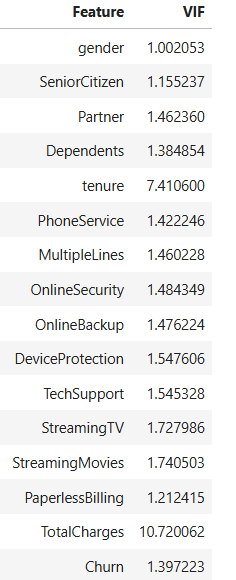 Feature VIF
gender 1.002053
SeniorCitizen 1.155237
Partner 1.462360
Dependents 1.384854
tenure 7.410600
PhoneService 1.422246
MultipleLines 1.460228
OnlineSecurity 1.484349
OnlineBackup 1.476224
DeviceProtection 1.547606
TechSupport 1.545328
StreamingTV 1.727986
StreamingMovies 1.740503
PaperlessBilling 1.212415
TotalCharges 10.720062
Churn 1.397223